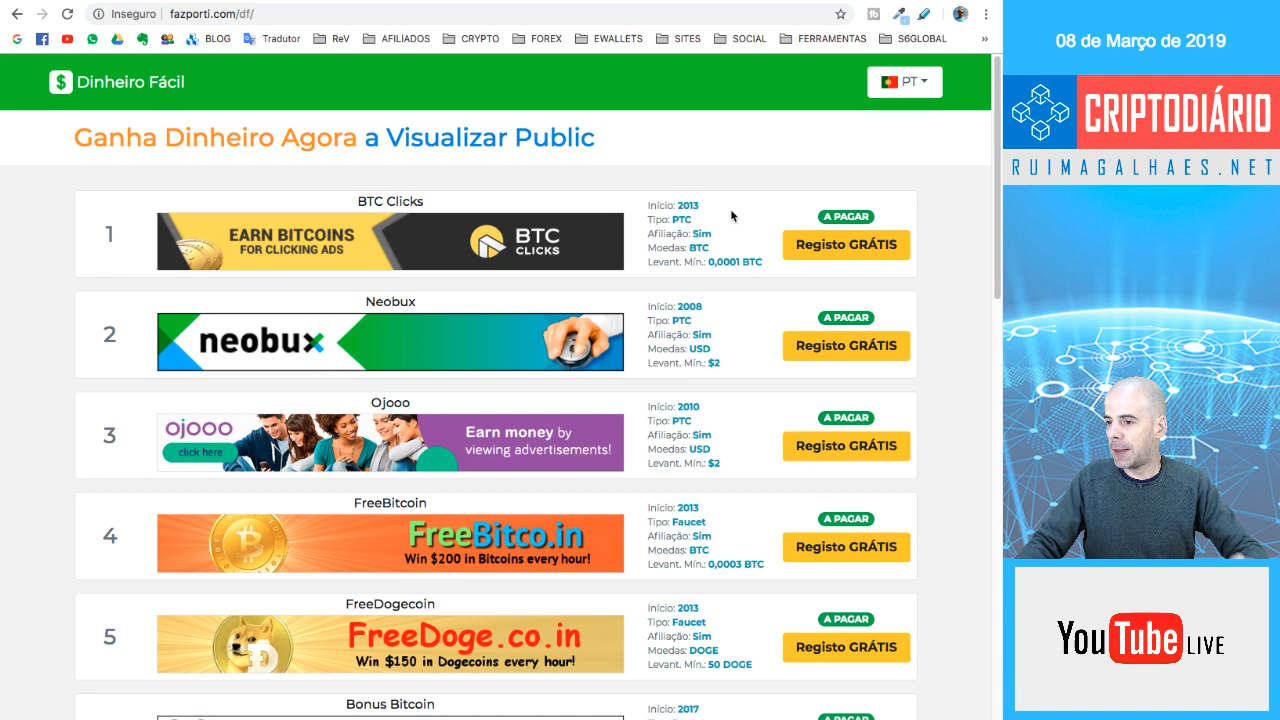 Inseguro
fazporti.com/df/
BLOG
Tradutor
ReV
AFILIADOS
CRYPTO
FOREX
EWALLETS
SITES
SOCIAL
FERRAMENTAS
S6GLOBAL
»
$ Dinheiro Fácil
PT
Ganha Dinheiro Agora a Visualizar Public
1
BTC Clicks
EARN BITCOINS
FOR CLICKING ADS
BTC
CLICKS
Início: 2013
Tipo: PTC
Afiliação: Sim
Moedas: BTC
Levant. Mín.: 0,0001 BTC
A PAGAR
Registo GRÁTIS
2
Neobux
neobux
Início: 2008
Tipo: PTC
Afiliação: Sim
Moedas: USD
Levant. Mín.: $2
A PAGAR
Registo GRÁTIS
3
Ojooo
ojooo
click here
Earn money by
viewing advertisements!
Início: 2010
Tipo: PTC
Afiliação: Sim
Moedas: USD
Levant. Mín.: $2
A PAGAR
Registo GRÁTIS
4
FreeBitcoin
FreeBitco.in
Win $200 in Bitcoins every hour!
Início: 2013
Tipo: Faucet
Afiliação: Sim
Moedas: BTC
Levant. Mín.: 0,0003 BTC
A PAGAR
Registo GRÁTIS
5
FreeDogecoin
FreeDoge.co.in
Win $150 in Dogecoins every hour!
Início: 2013
Tipo: Faucet
Afiliação: Sim
Moedas: DOGE
Levant. Mín.: 50 DOGE
A PAGAR
Registo GRÁTIS
Bonus Bitcoin
Início: 2017
08 de Março de 2019
CRIPTODIÁRIO
RUIMAGALHAES.NET
YouTube LIVE